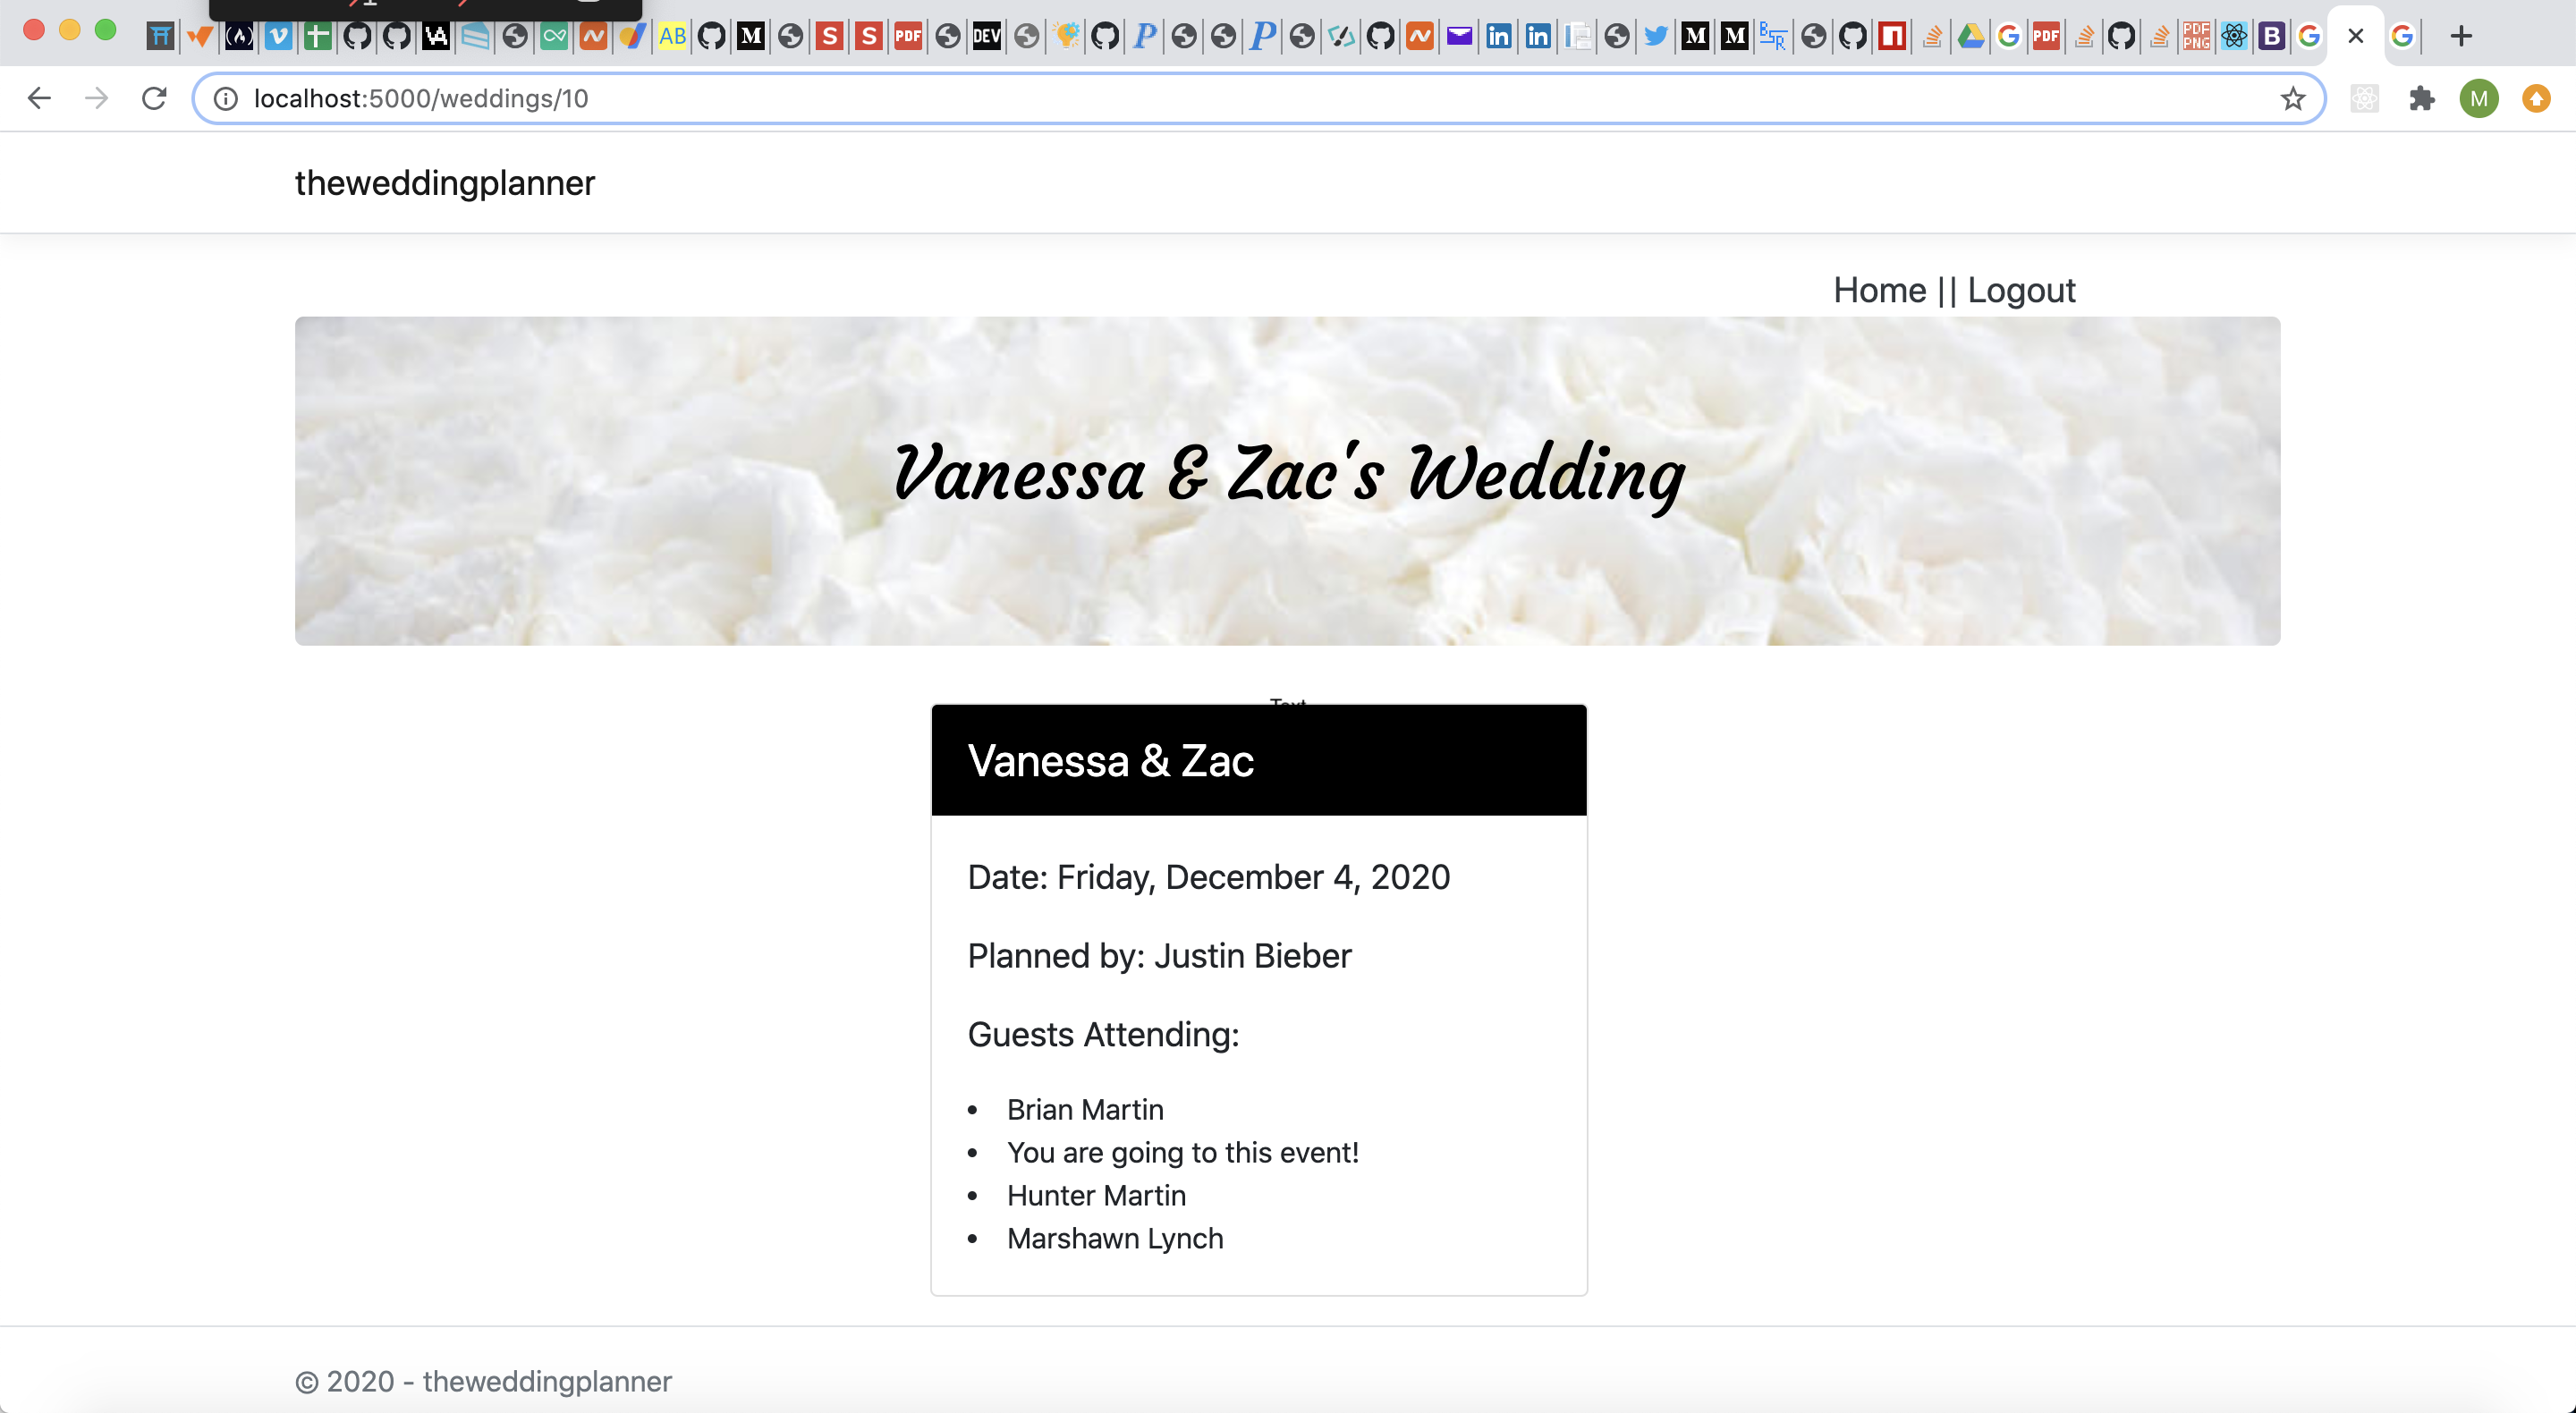 localhost:5000/weddings/10
M
theweddingplanner
Home || Logout
Vanessa & Zac's Wedding
Text
Vanessa & Zac
Date: Friday, December 4, 2020
Planned by: Justin Bieber
Guests Attending:
• Brian Martin
• You are going to this event!
• Hunter Martin
• Marshawn Lynch
© 2020 - theweddingplanner